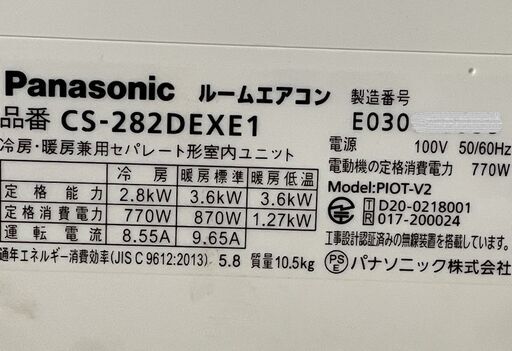 Panasonic ルームエアコン 製造番号
品番 CS-282DEXE1 E030
冷房・暖房兼用セパレート形室内ユニット 電源 100V 50/60Hz
電動機の定格消費電力 770W
冷房 暖房標準 暖房低温
定格能力 2.8kW 3.6kW 3.6kW
定格消費電力 770W 870W 1.27kW
運転電流 8.55A 9.65A
Model:PIOT-V2
T D20-0218001
R 017-200024
工事設計認証済みの無線装置を搭載しています。
通年エネルギー消費効率(JIS C 9612:2013) 5.8 質量 10.5kg
PSE パナソニック株式会社